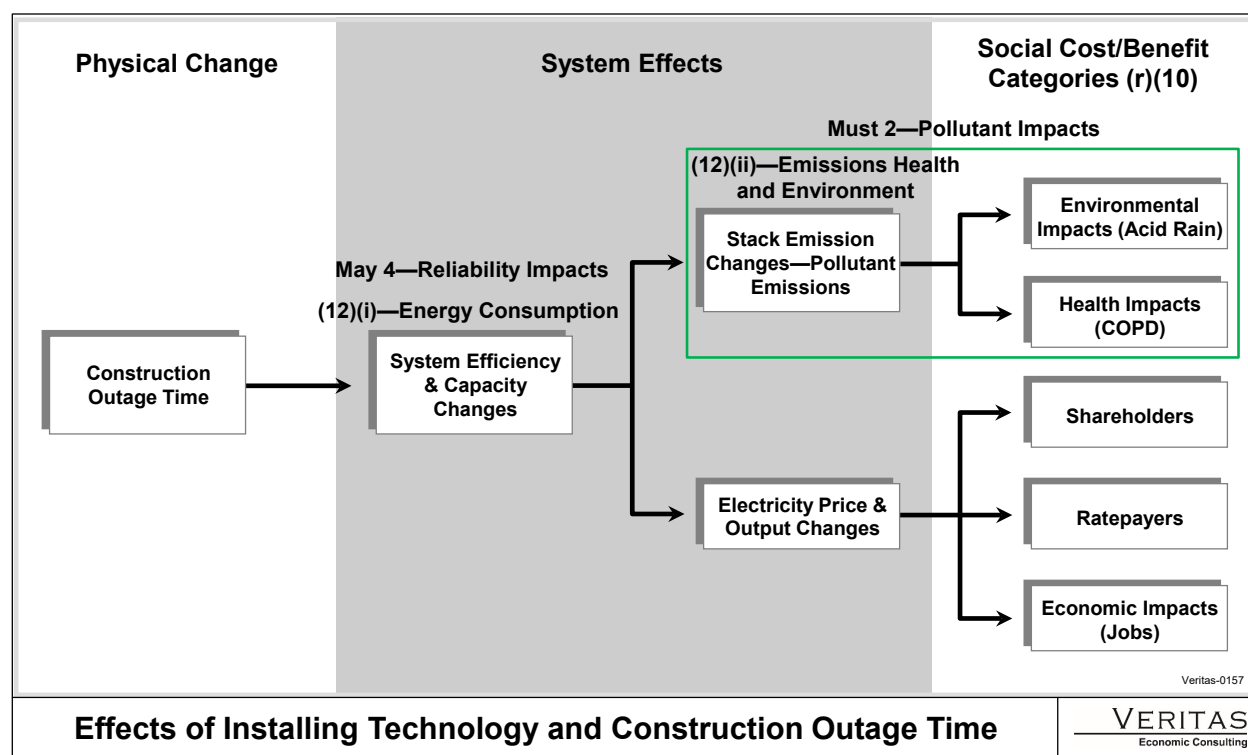 Physical Change
System Effects
Social Cost/Benefit
Categories (r)(10)
Must 2—Pollutant Impacts
(12)(ii)—Emissions Health
and Environment
Stack Emission
Changes—Pollutant
Emissions
Environmental
Impacts (Acid Rain)
Health Impacts
(COPD)
May 4—Reliability Impacts
(12)(i)—Energy Consumption
Construction
Outage Time
System Efficiency
& Capacity
Changes
Electricity Price &
Output Changes
Shareholders
Ratepayers
Economic Impacts
(Jobs)
Veritas-0157
Effects of Installing Technology and Construction Outage Time
VERITAS
Economic Consulting